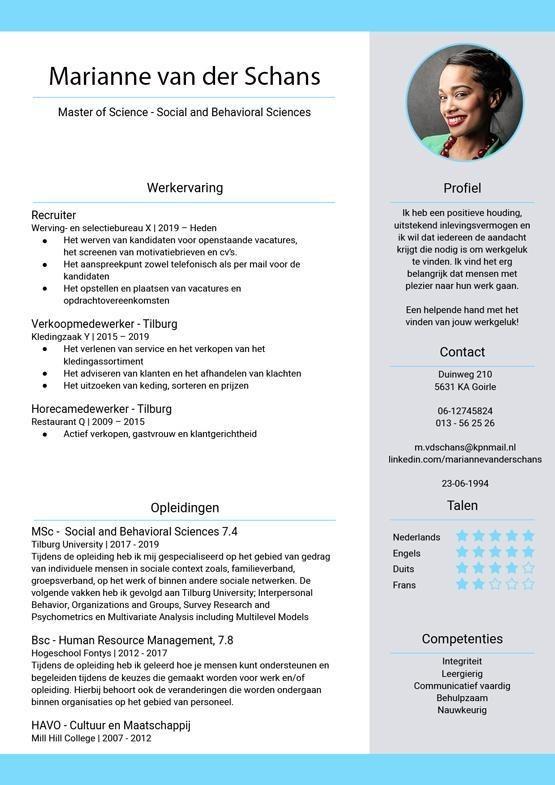 Marianne van der Schans
Master of Science - Social and Behavioral Sciences
Werkervaring
Recruiter
Werving- en selectiebureau X | 2019 – Heden
● Het werven van kandidaten voor openstaande vacatures,
het screenen van motivatiebrieven en cv's.
● Het aanspreekpunt zowel telefonisch als per mail voor de
kandidaten
● Het opstellen en plaatsen van vacatures en
opdrachtovereenkomsten
Verkoopmedewerker - Tilburg
Kledingzaak Y | 2015 – 2019
● Het verlenen van service en het verkopen van het
kledingassortiment
● Het adviseren van klanten en het afhandelen van klachten
● Het uitzoeken van keding, sorteren en prijzen
Horecamedewerker - Tilburg
Restaurant Q | 2009 – 2015
● Actief verkopen, gastvrouw en klantgerichtheid
Opleidingen
MSc - Social and Behavioral Sciences 7.4
Tilburg University | 2017 - 2019
Tijdens de opleiding heb ik mij gespecialiseerd op het gebied van gedrag
van individuele mensen in sociale context zoals, familieverband,
groepsverband, op het werk of binnen andere sociale netwerken. De
volgende vakken heb ik gevolgd aan Tilburg University; Interpersonal
Behavior, Organizations and Groups, Survey Research and
Psychometrics en Multivariate Analysis including Multilevel Models
Bsc - Human Resource Management, 7.8
Hogeschool Fontys | 2012 - 2017
Tijdens de opleiding heb ik geleerd hoe je mensen kunt ondersteunen en
begeleiden tijdens de keuzes die gemaakt worden voor werk en/of
opleiding. Hierbij behoort ook de veranderingen die worden ondergaan
binnen organisaties op het gebied van personeel.
HAVO - Cultuur en Maatschappij
Mill Hill College | 2007 - 2012
Profiel
Ik heb een positieve houding,
uitstekend inlevingsvermogen en
ik wil dat iedereen de aandacht
krijgt die nodig is om werkgeluk
te vinden. Ik vind het erg
belangrijk dat mensen met
plezier naar hun werk gaan.
Een helpende hand met het
vinden van jouw werkgeluk!
Contact
Duinweg 210
5631 KA Goirle
06-12745824
013 - 56 25 26
m.vdschans@kpnmail.nl
linkedin.com/mariannevanderschans
23-06-1994
Talen
Nederlands
Engels
Duits
Frans
Competenties
Integriteit
Leergierig
Communicatief vaardig
Behulpzaam
Nauwkeurig